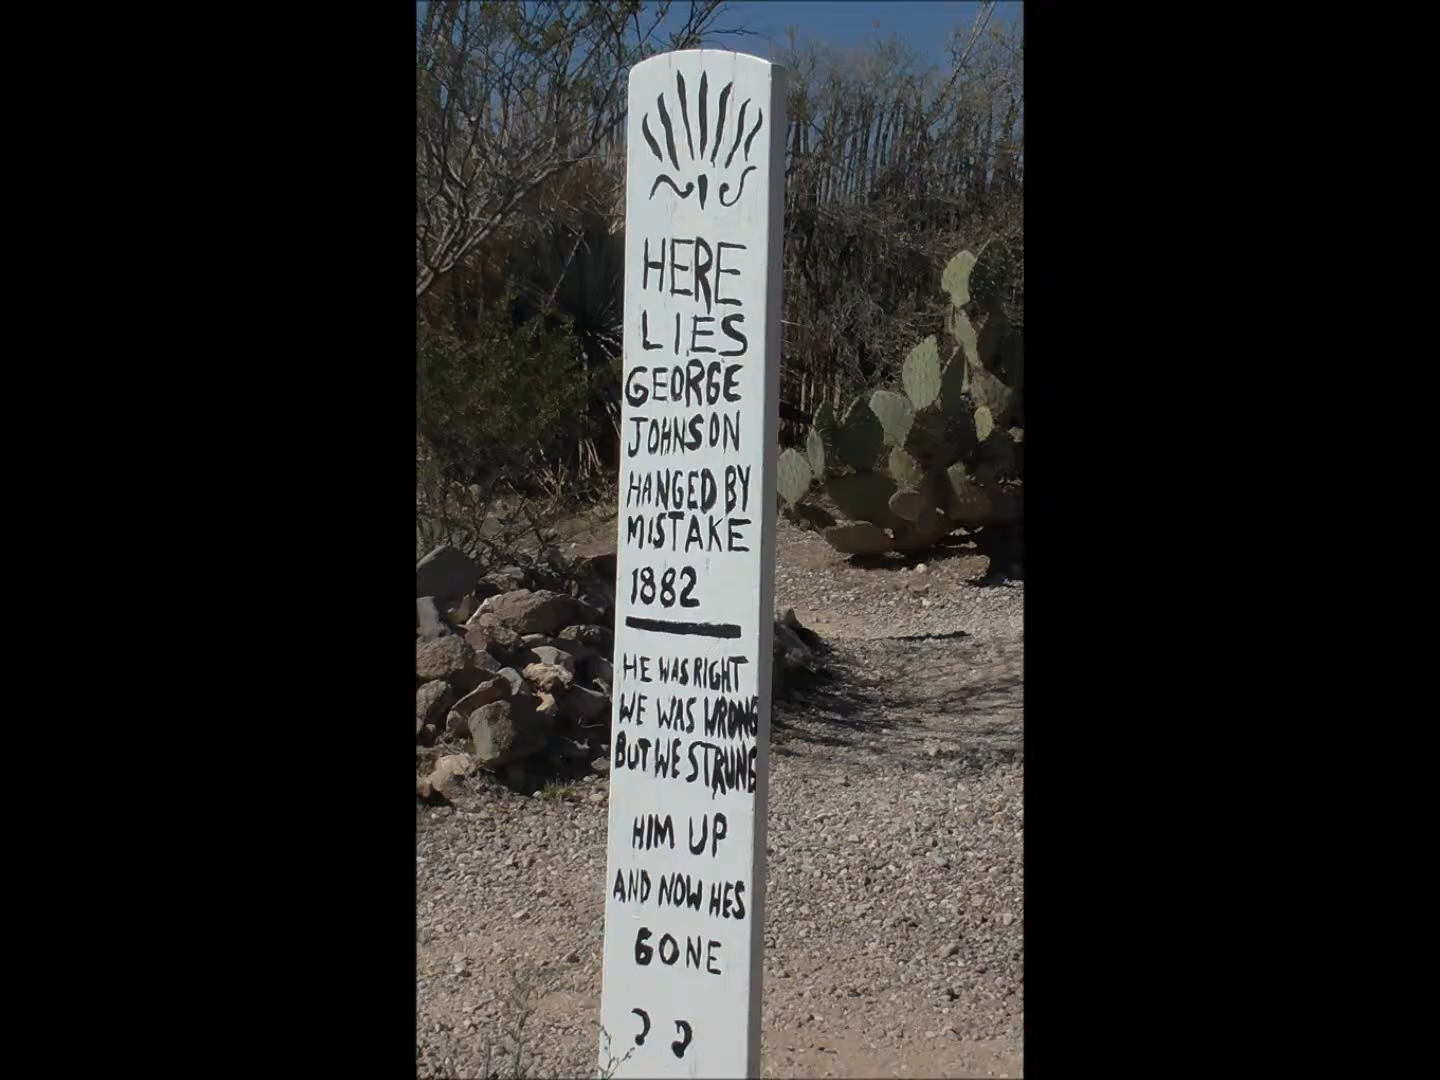 HERE
LIES
GEORGE
JOHNSON
HANGED BY
MISTAKE
1882
HE WAS RIGHT
WE WAS WRONG
BUT WE STRUNG
HIM UP
AND NOW HES
GONE